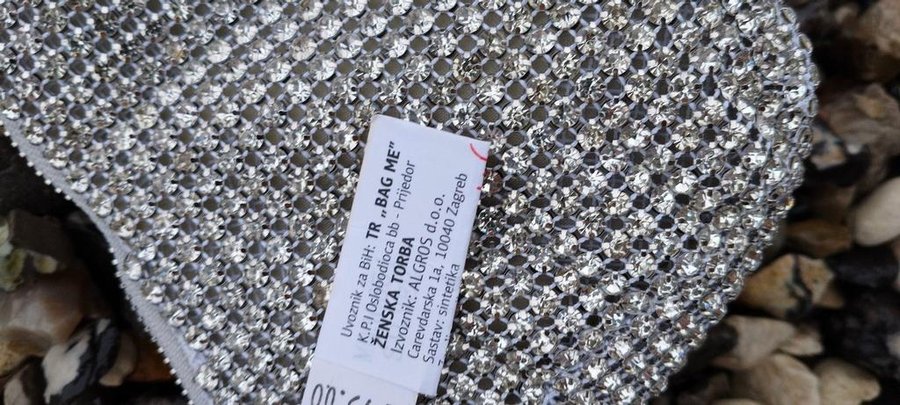 Uvoznik za BiH: TR „BAG ME”
K.P.I Oslobodioca bb - Prijedor
ŽENSKA TORBA
Izvoznik: ALGROS d.o.o.
Carevdarska 1a, 10040 Zagreb
Sastav: sintetika